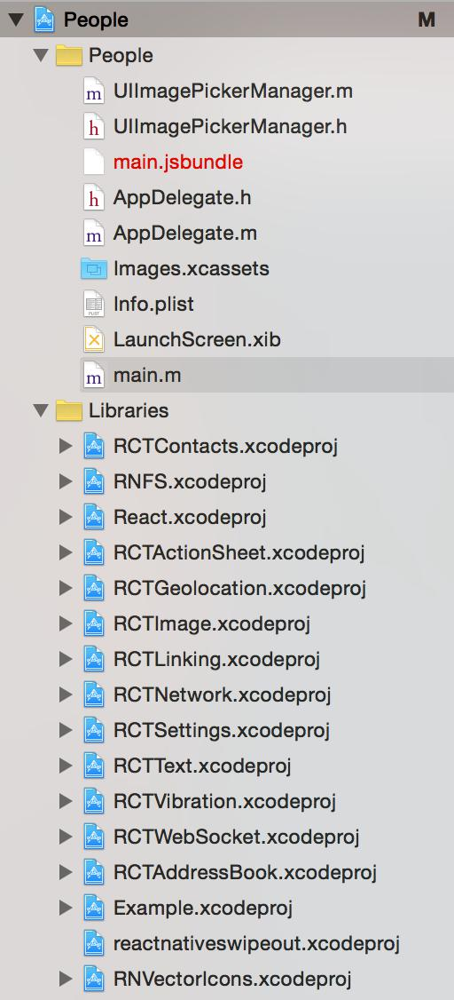 People M
People
UIImagePickerManager.m
UIImagePickerManager.h
main.jsbundle
AppDelegate.h
AppDelegate.m
Images.xcassets
Info.plist
LaunchScreen.xib
main.m
Libraries
RCTContacts.xcodeproj
RNFS.xcodeproj
React.xcodeproj
RCTActionSheet.xcodeproj
RCTGeolocation.xcodeproj
RCTImage.xcodeproj
RCTLinking.xcodeproj
RCTNetwork.xcodeproj
RCTSettings.xcodeproj
RCTText.xcodeproj
RCTVibration.xcodeproj
RCTWebSocket.xcodeproj
RCTAddressBook.xcodeproj
Example.xcodeproj
reactnativeswipeout.xcodeproj
RNVectorIcons.xcodeproj